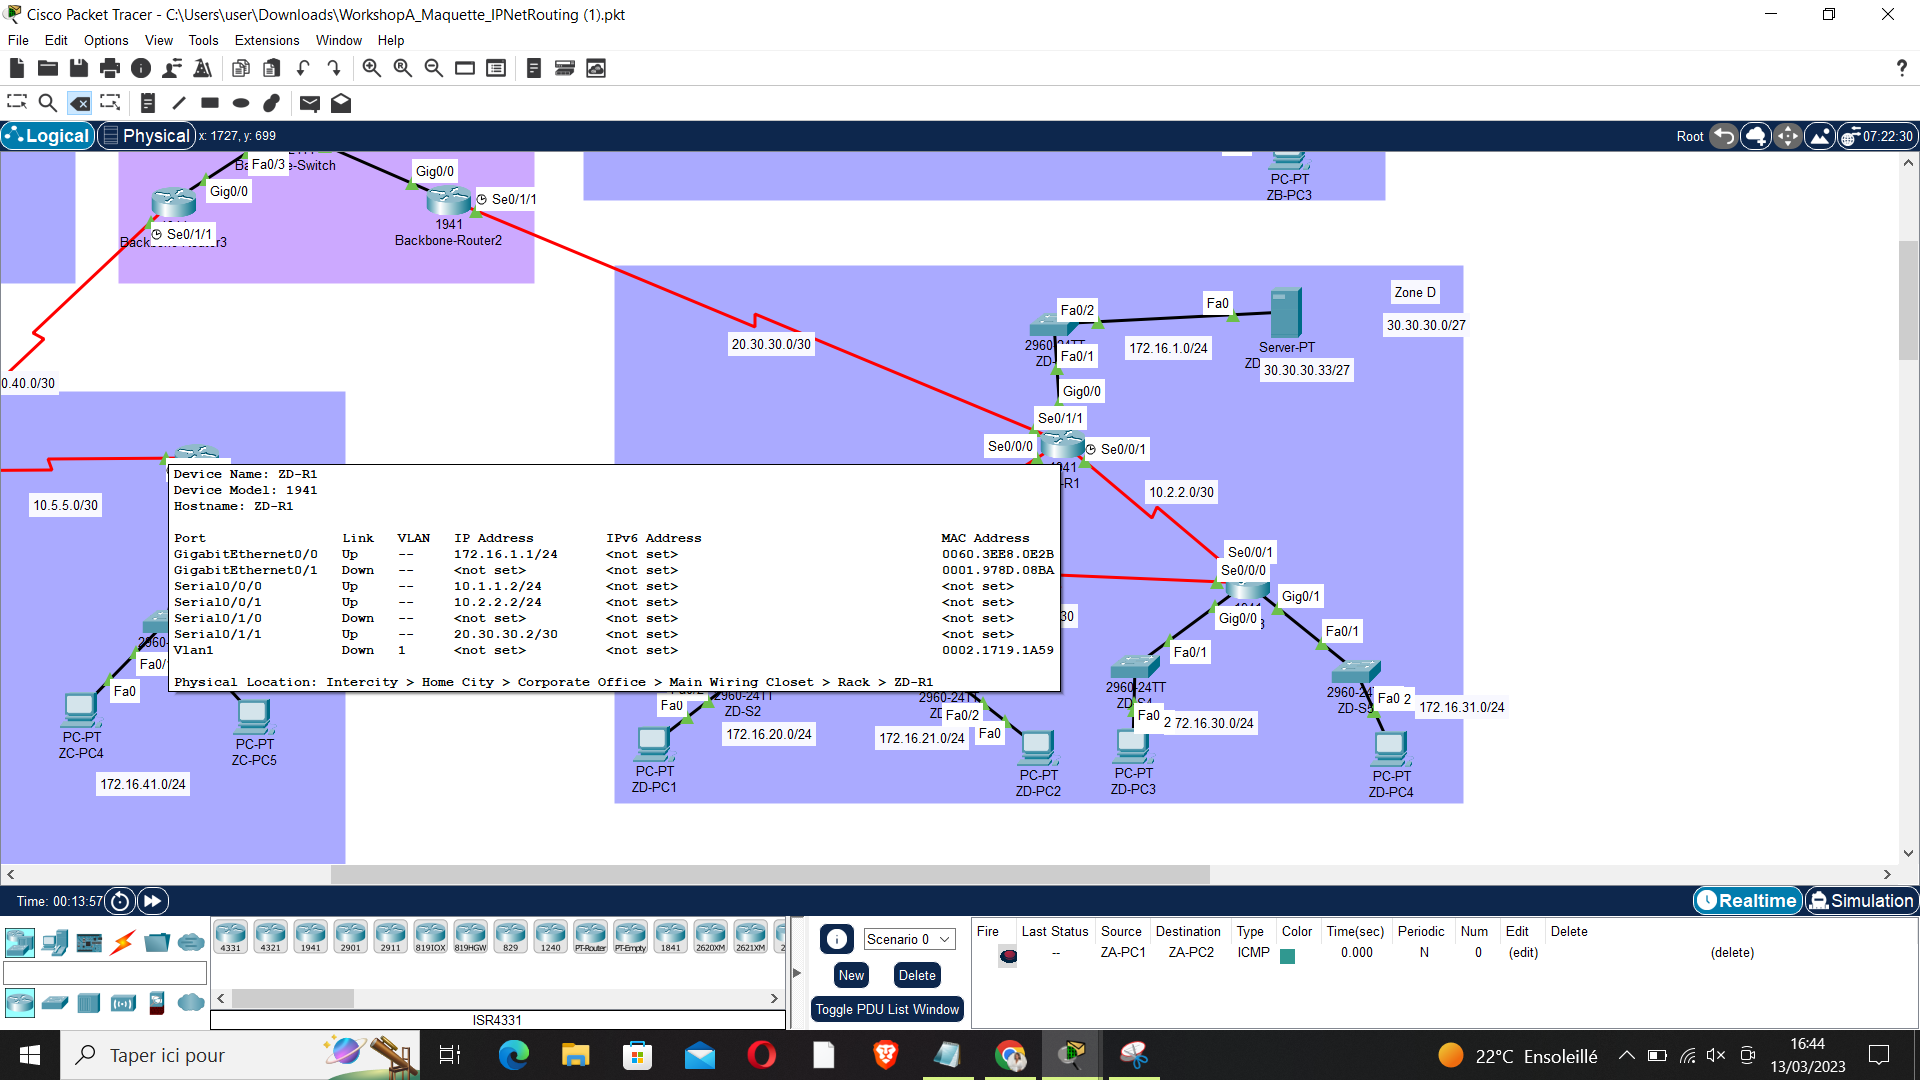 Cisco Packet Tracer - C:\Users\user\Downloads\WorkshopA_Maquette_IPNetRouting (1).pkt
File Edit Options View Tools Extensions Window Help
Logical Physical x: 1727, y: 699
Root 07:22:30
Fa0/3
e-Switch
Gig0/0
Gig0/0
Se0/1/1
Se0/1/1
1941
Backbone-Router2
PC-PT
ZB-PC3
20.30.30.0/30
0.40.0/30
Zone D
30.30.30.0/27
Fa0/2
Fa0
Fa0/1
172.16.1.0/24
Server-PT
ZD
30.30.30.33/27
Gig0/0
Se0/1/1
Se0/0/0
Se0/0/1
10.5.5.0/30
10.2.2.0/30
Device Name: ZD-R1
Device Model: 1941
Hostname: ZD-R1
Port Link VLAN IP Address IPv6 Address MAC Address
GigabitEthernet0/0 Up -- 172.16.1.1/24 <not set> 0060.3EE8.0E2B
GigabitEthernet0/1 Down -- <not set> <not set> 0001.978D.08BA
Serial0/0/0 Up -- 10.1.1.2/24 <not set> <not set>
Serial0/0/1 Up -- 10.2.2.2/24 <not set> <not set>
Serial0/1/0 Down -- <not set> <not set> <not set>
Serial0/1/1 Up -- 20.30.30.2/30 <not set> <not set>
Vlan1 Down 1 <not set> <not set> 0002.1719.1A59
Physical Location: Intercity > Home City > Corporate Office > Main Wiring Closet > Rack > ZD-R1
Se0/0/1
Se0/0/0
Gig0/1
Gig0/0
Fa0/1
Fa0/1
2960-24TT
Fa0
PC-PT
ZC-PC4
PC-PT
ZC-PC5
172.16.41.0/24
Fa0
2960-24TT
ZD-S2
172.16.20.0/24
PC-PT
ZD-PC1
Fa0/2
172.16.21.0/24
Fa0
PC-PT
ZD-PC2
Fa0
72.16.30.0/24
PC-PT
ZD-PC3
Fa0
172.16.31.0/24
PC-PT
ZD-PC4
Time: 00:13:57
Realtime Simulation
4331 4321 1941 2901 2911 819IOX 819HGW 829 1240 PT-Router PT-Empty 1841 2620XM 2621XM
ISR4331
Scenario 0
New Delete
Toggle PDU List Window
Fire Last Status Source Destination Type Color Time(sec) Periodic Num Edit Delete
-- ZA-PC1 ZA-PC2 ICMP 0.000 N 0 (edit) (delete)
Taper ici pour
22°C Ensoleillé
16:44
13/03/2023